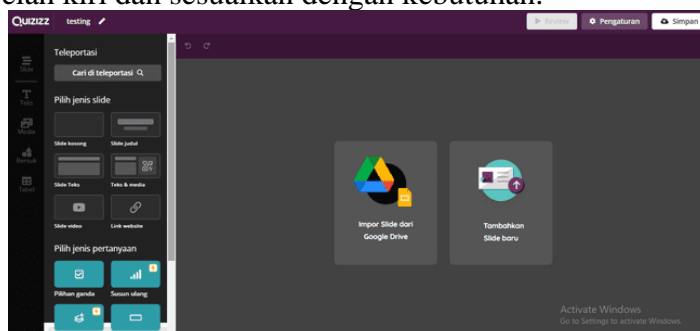 dan sesuaikan dengan kebutuhan.
QUIZIZZ testing Review Pengaturan Simpan
Teleportasi
Cari di teleportasi
Slide
Teks
Media
Bentuk
Tabel
Pilih jenis slide
Slide kosong Slide judul
Slide Teks Teks & media
Slide video Link website
Pilih jenis pertanyaan
Pilihan ganda Susun ulang
Impor Slide dari
Google Drive
Tambahkan
Slide baru
Activate Windows
Go to Settings to activate Windows.